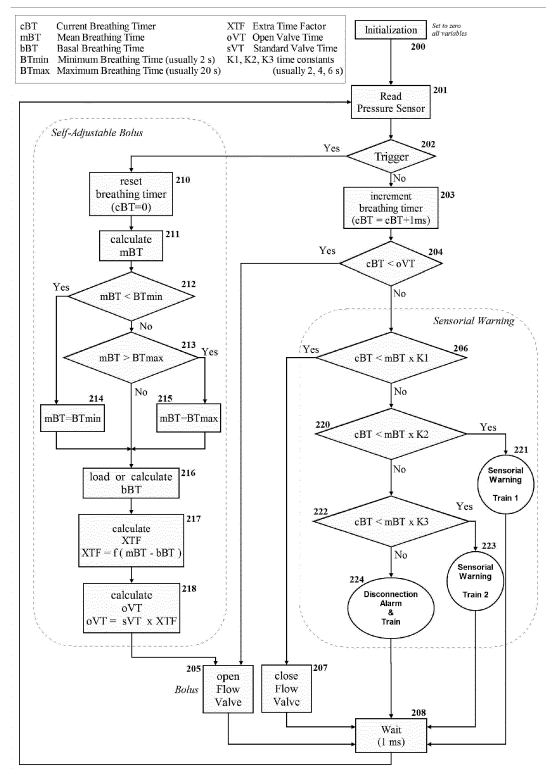 cBT Current Breathing Timer
mBT Mean Breathing Time
bBT Basal Breathing Time
BTmin Minimum Breathing Time (usually 2 s)
BTmax Maximum Breathing Time (usually 20 s)
XTF Extra Time Factor
oVT Open Valve Time
sVT Standard Valve Time
K1, K2, K3 time constants
(usually 2, 4, 6 s)
Initialization
Set to zero
all variables
200
201
Read
Pressure Sensor
202
Trigger
Yes
No
203
increment
breathing timer
(cBT = cBT+1ms)
204
cBT < oVT
Yes
No
Self-Adjustable Bolus
210
reset
breathing timer
(cBT=0)
211
calculate
mBT
212
mBT < BTmin
Yes
No
213
mBT > BTmax
Yes
No
214
mBT=BTmin
215
mBT=BTmax
216
load or calculate
bBT
217
calculate
XTF
XTF = f ( mBT - bBT )
218
calculate
oVT
oVT = sVT x XTF
Sensorial Warning
206
cBT < mBT x K1
Yes
No
220
cBT < mBT x K2
Yes
No
221
Sensorial
Warning
Train 1
222
cBT < mBT x K3
Yes
No
223
Sensorial
Warning
Train 2
224
Disconnection
Alarm
&
Train
205
Bolus
open
Flow
Valve
207
close
Flow
Valve
208
Wait
(1 ms)